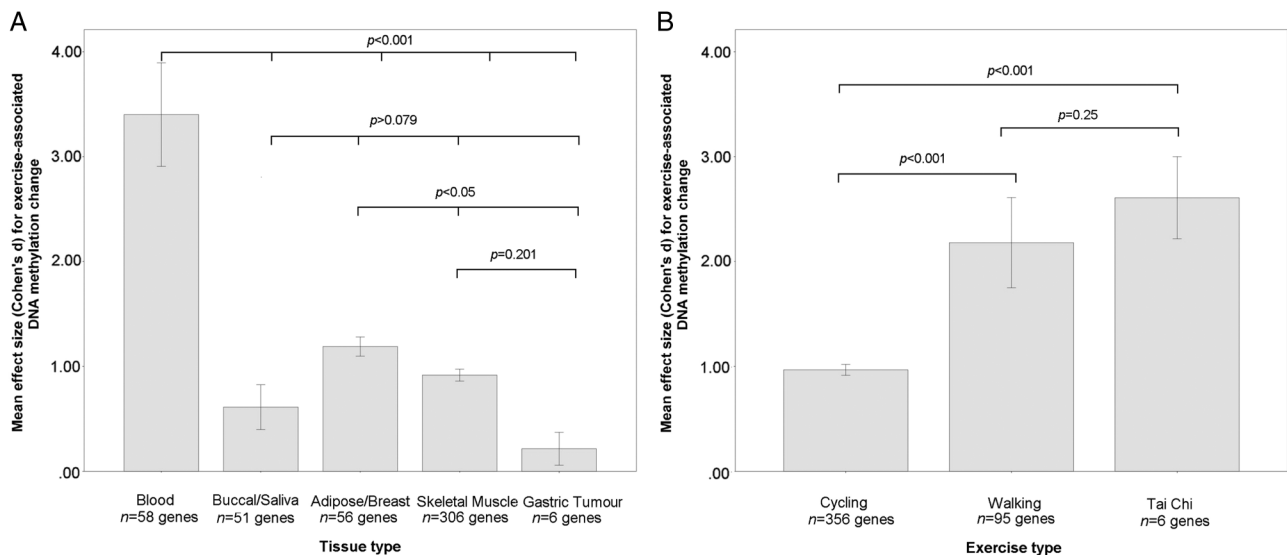 A
Mean effect size (Cohen's d) for exercise-associated
DNA methylation change
4.00
3.00
2.00
1.00
.00
p<0.001
p>0.079
p<0.05
p=0.201
Blood
n=58 genes
Buccal/Saliva
n=51 genes
Adipose/Breast
n=56 genes
Skeletal Muscle
n=306 genes
Gastric Tumour
n=6 genes
Tissue type
B
Mean effect size (Cohen's d) for exercise-associated
DNA methylation change
4.00
3.00
2.00
1.00
.00
p<0.001
p=0.25
p<0.001
Cycling
n=356 genes
Walking
n=95 genes
Tai Chi
n=6 genes
Exercise type